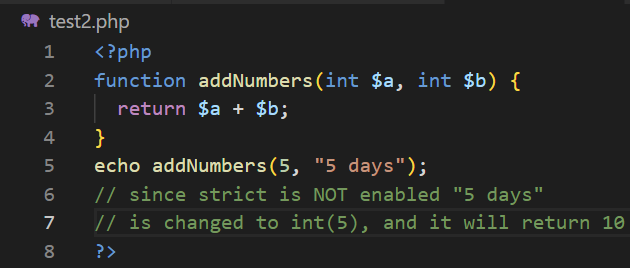 test2.php
1 <?php
2 function addNumbers(int $a, int $b) {
3 return $a + $b;
4 }
5 echo addNumbers(5, "5 days");
6 // since strict is NOT enabled "5 days"
7 // is changed to int(5), and it will return 10
8 ?>